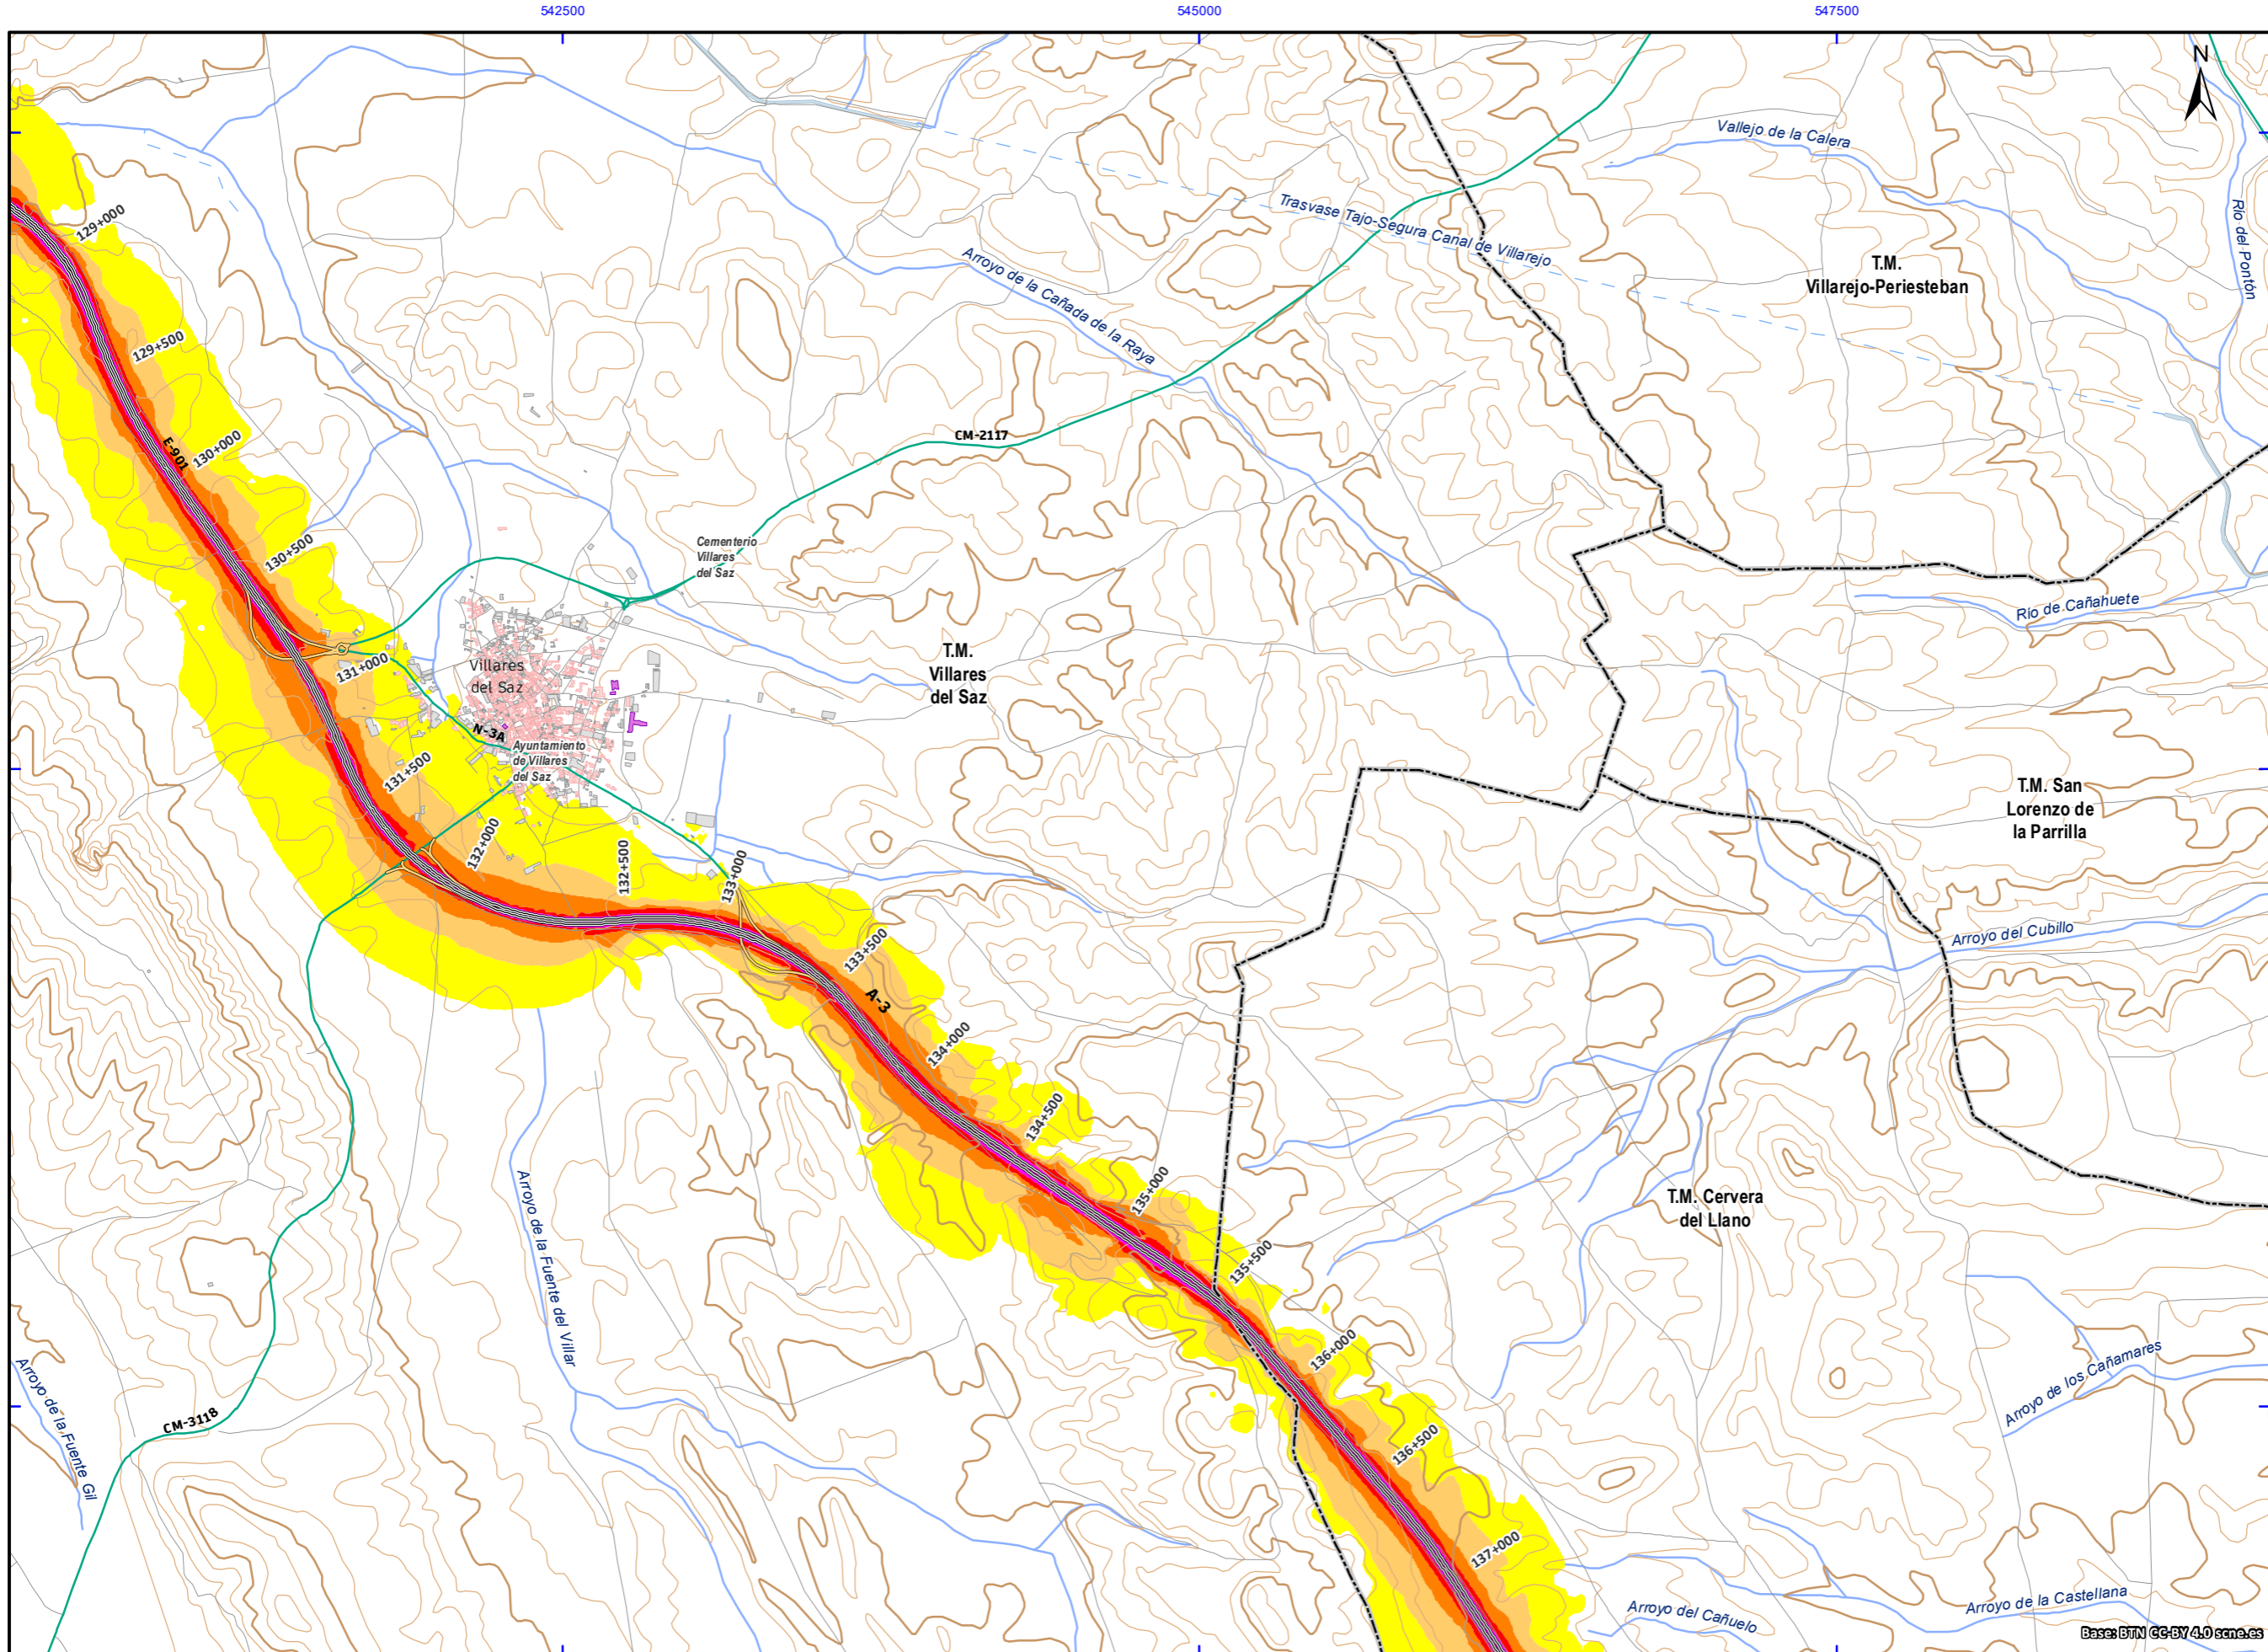 542500
545000
547500
N
Vallejo de la Calera
Río del Pontón
129+000
Trasvase Tajo-Segura Canal de Villarejo
Arroyo de la Cañada de la Raya
T.M.
Villarejo-Periesteban
129+500
E-901
130+000
CM-2117
130+500
Cementerio
Villares
del Saz
Río de Cañahuete
131+000
Villares
del Saz
T.M.
Villares
del Saz
N-3A
Ayuntamiento
de Villares
del Saz
131+500
T.M. San
Lorenzo de
la Parrilla
132+000
132+500
133+000
133+500
Arroyo del Cubillo
A-3
134+000
134+500
135+000
T.M. Cervera
del Llano
Arroyo de la Fuente del Villar
135+500
136+000
Arroyo de los Cañamares
Arroyo de la Fuente Gil
CM-3118
136+500
137+000
Arroyo del Cañuelo
Arroyo de la Castellana
Base: BTN CC-BY 4.0 scne.es